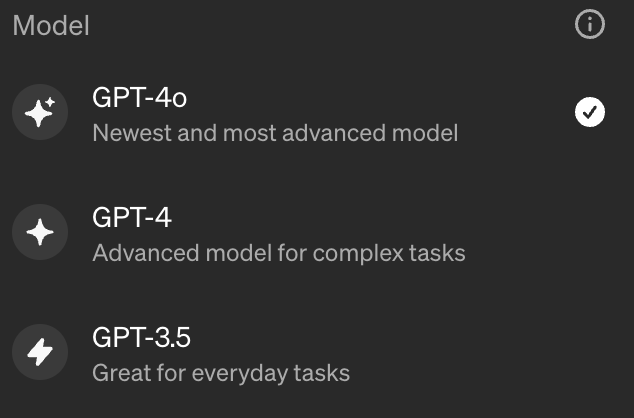 Model
GPT-4o
Newest and most advanced model
GPT-4
Advanced model for complex tasks
GPT-3.5
Great for everyday tasks